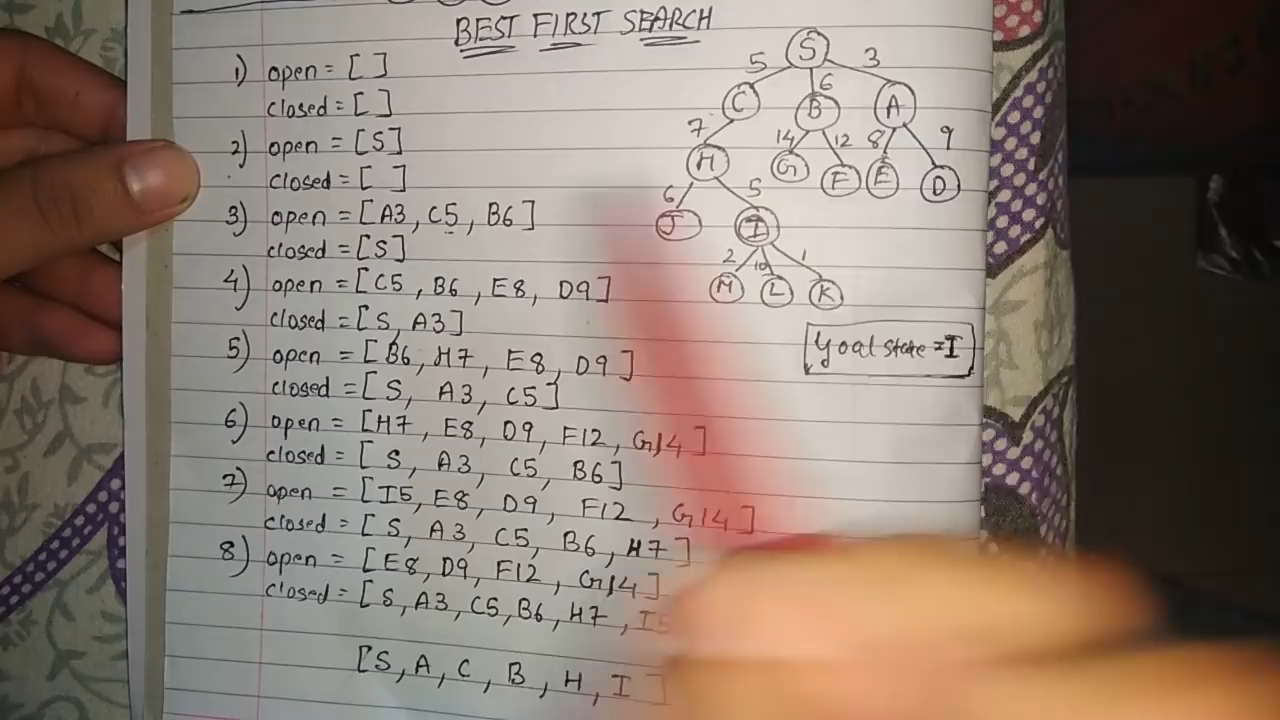 BEST FIRST SEARCH
1) open = [ ]
closed = [ ]
2) open = [S]
closed = [ ]
3) open = [A3, C5, B6]
closed = [S]
4) open = [C5, B6, E8, D9]
closed = [S, A3]
5) open = [B6, H7, E8, D9]
closed = [S, A3, C5]
6) open = [H7, E8, D9, F12, G14]
closed = [S, A3, C5, B6]
7) open = [I5, E8, D9, F12, G14]
closed = [S, A3, C5, B6, H7]
8) open = [E8, D9, F12, G14]
closed = [S, A3, C5, B6, H7, I5
[S, A, C, B, H, I]
S
5 6 3
C B A
7 14 12 8 9
H G F E D
6 5
J I
2 10 1
M L K
Goal state = I